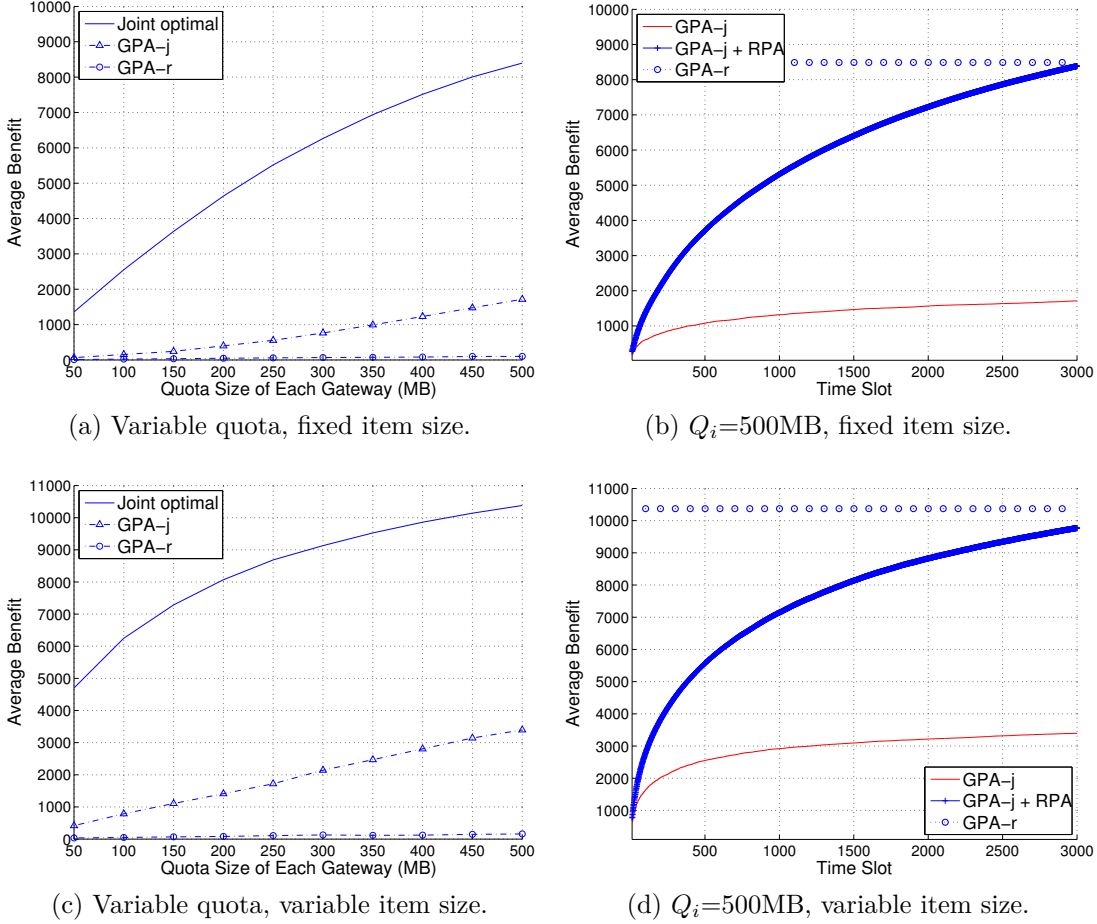 10000
9000
8000
7000
6000
5000
4000
3000
2000
1000
0
Average Benefit
Joint optimal
GPA-j
GPA-r
50 100 150 200 250 300 350 400 450 500
Quota Size of Each Gateway (MB)
(a) Variable quota, fixed item size.
10000
9000
8000
7000
6000
5000
4000
3000
2000
1000
Average Benefit
GPA-j
GPA-j + RPA
GPA-r
500 1000 1500 2000 2500 3000
Time Slot
(b) Qi=500MB, fixed item size.
11000
10000
9000
8000
7000
6000
5000
4000
3000
2000
1000
0
Average Benefit
Joint optimal
GPA-j
GPA-r
50 100 150 200 250 300 350 400 450 500
Quota Size of Each Gateway (MB)
(c) Variable quota, variable item size.
11000
10000
9000
8000
7000
6000
5000
4000
3000
2000
1000
Average Benefit
GPA-j
GPA-j + RPA
GPA-r
500 1000 1500 2000 2500 3000
Time Slot
(d) Qi=500MB, variable item size.